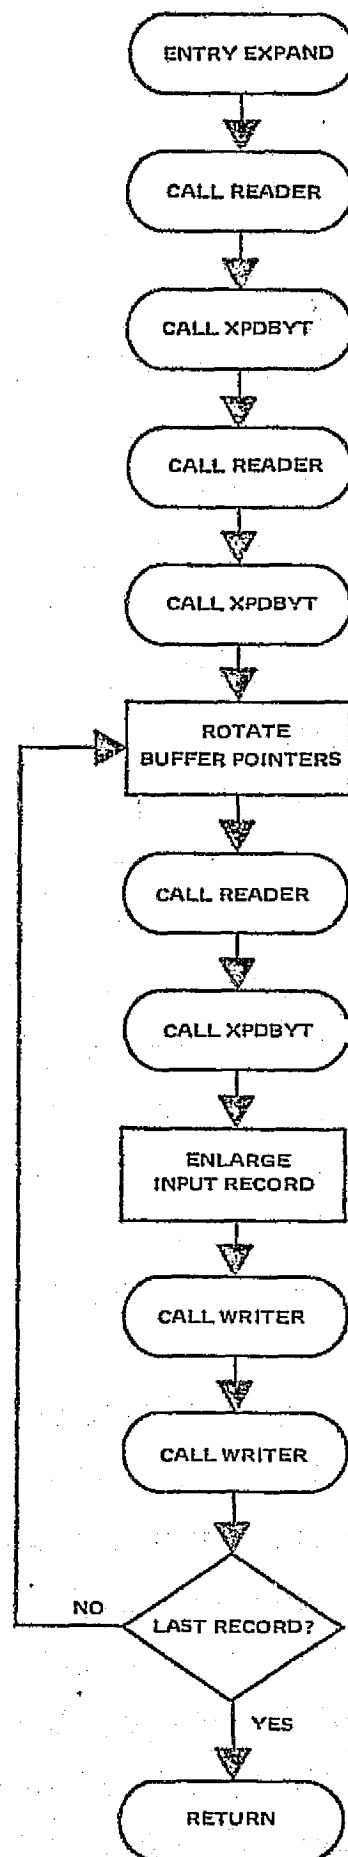 ENTRY EXPAND
CALL READER
CALL XPDBYT
CALL READER
CALL XPDBYT
ROTATE
BUFFER POINTERS
CALL READER
CALL XPDBYT
ENLARGE
INPUT RECORD
CALL WRITER
CALL WRITER
LAST RECORD?
NO
YES
RETURN